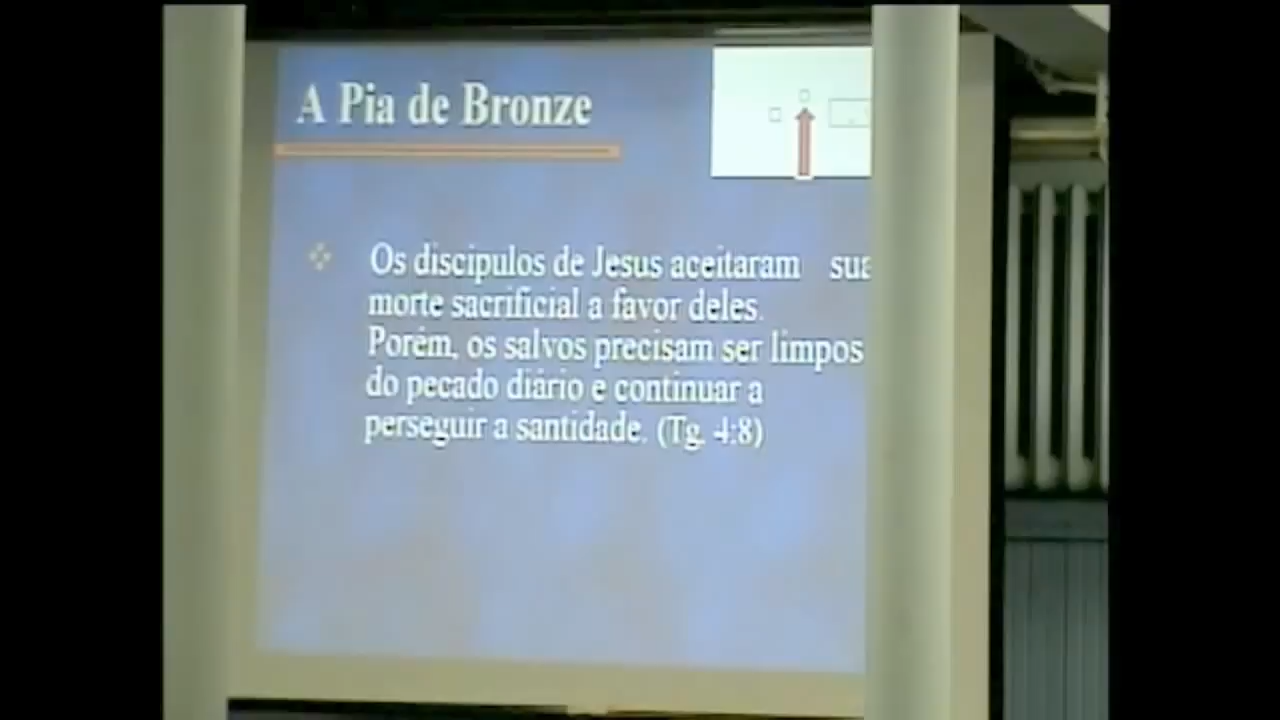 A Pia de Bronze
Os discipulos de Jesus aceitaram sua
morte sacrificial a favor deles.
Porém, os salvos precisam ser limpos
do pecado diário e continuar a
perseguir a santidade. (Tg. 4:8)